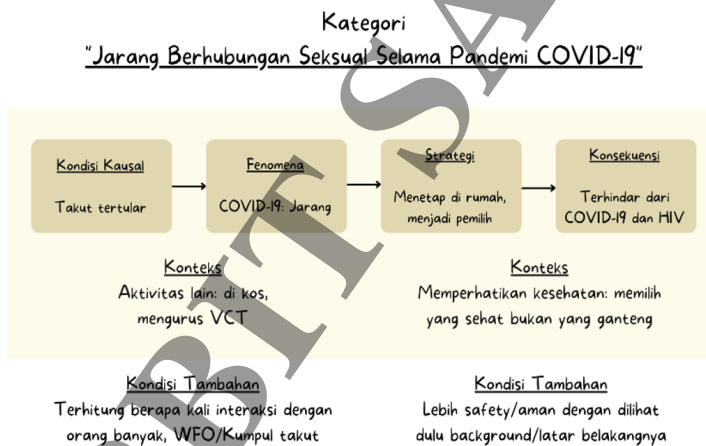 Kategori
"Jarang Berhubungan Seksual Selama Pandemi COVID-19"
Kondisi Kausal
Takut tertular
Fenomena
COVID-19: Jarang
Strategi
Menetap di rumah,
menjadi pemilih
Konsekuensi
Terhindar dari
COVID-19 dan HIV
Konteks
Aktivitas lain: di kos,
mengurus VCT
Konteks
Memperhatikan kesehatan: memilih
yang sehat bukan yang ganteng
Kondisi Tambahan
Terhitung berapa kali interaksi dengan
orang banyak, WFO/Kumpul takut
Kondisi Tambahan
Lebih safety/aman dengan dilihat
dulu background/latar belakangnya